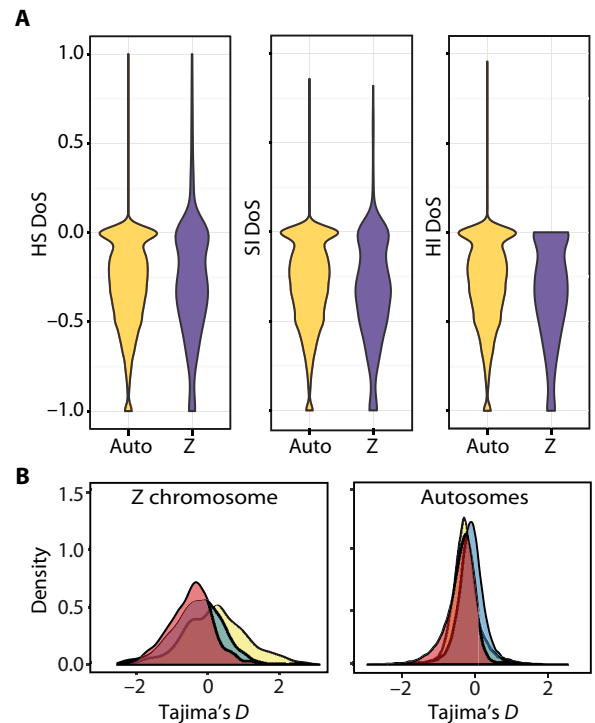 A
HS DoS
1.0
0.5
0.0
−0.5
−1.0
Auto Z
SI DoS
Auto Z
HI DoS
Auto Z
B
Density
1.5
1.0
0.5
0.0
Z chromosome
−2 0 2
Tajima's D
Autosomes
−2 0 2
Tajima's D